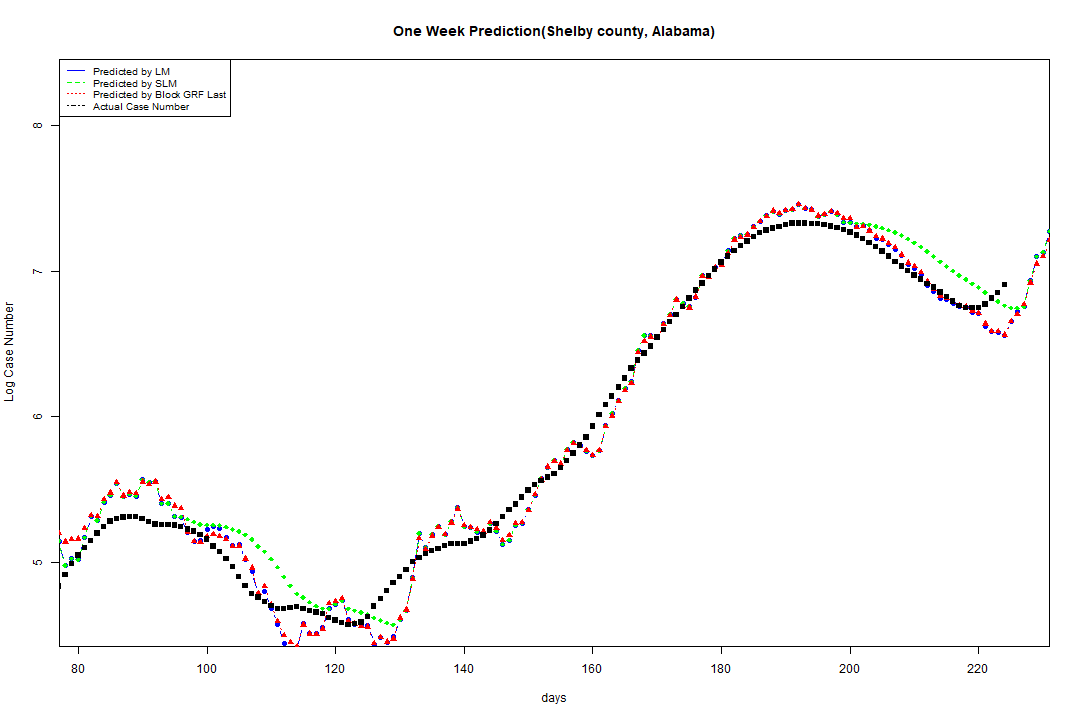 One Week Prediction(Shelby county, Alabama)
Predicted by LM
Predicted by SLM
Predicted by Block GRF Last
Actual Case Number
Log Case Number
8
7
6
5
80 100 120 140 160 180 200 220
days